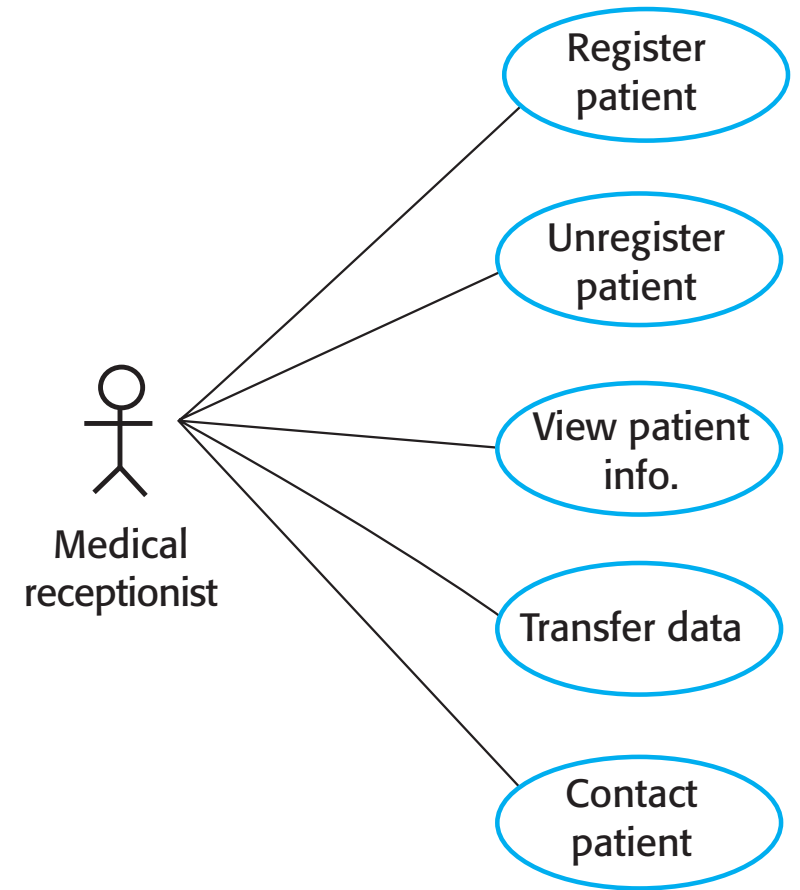 Register
patient
Unregister
patient
View patient
info.
Medical
receptionist
Transfer data
Contact
patient